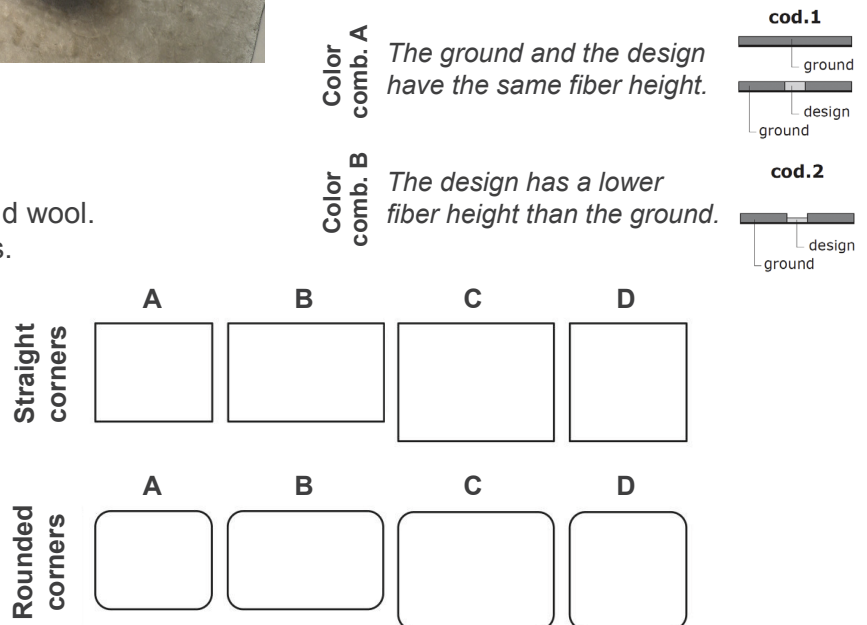 Color
comb. A
The ground and the design
have the same fiber height.
cod.1
ground
design
ground
Color
comb. B
The design has a lower
fiber height than the ground.
cod.2
design
ground
d wool.
s.
A B C D
Straight
corners
A B C D
Rounded
corners